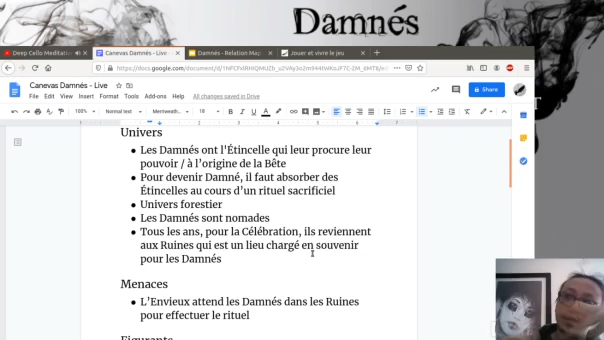 Damnés
Deep Cello Meditatio
Canevas Damnés - Live
Damnés - Relation Map
Jouer et vivre le jeu
Canevas Damnés - Live
File Edit View Insert Format Tools Add-ons Help All changes saved in Drive
Share
100% Normal text Merriweath... 18
Univers
Les Damnés ont l'Étincelle qui leur procure leur
pouvoir / à l'origine de la Bête
Pour devenir Damné, il faut absorber des
Étincelles au cours d'un rituel sacrificiel
Univers forestier
Les Damnés sont nomades
Tous les ans, pour la Célébration, ils reviennent
aux Ruines qui est un lieu chargé en souvenir
pour les Damnés
Menaces
L'Envieux attend les Damnés dans les Ruines
pour effectuer le rituel
Figurants